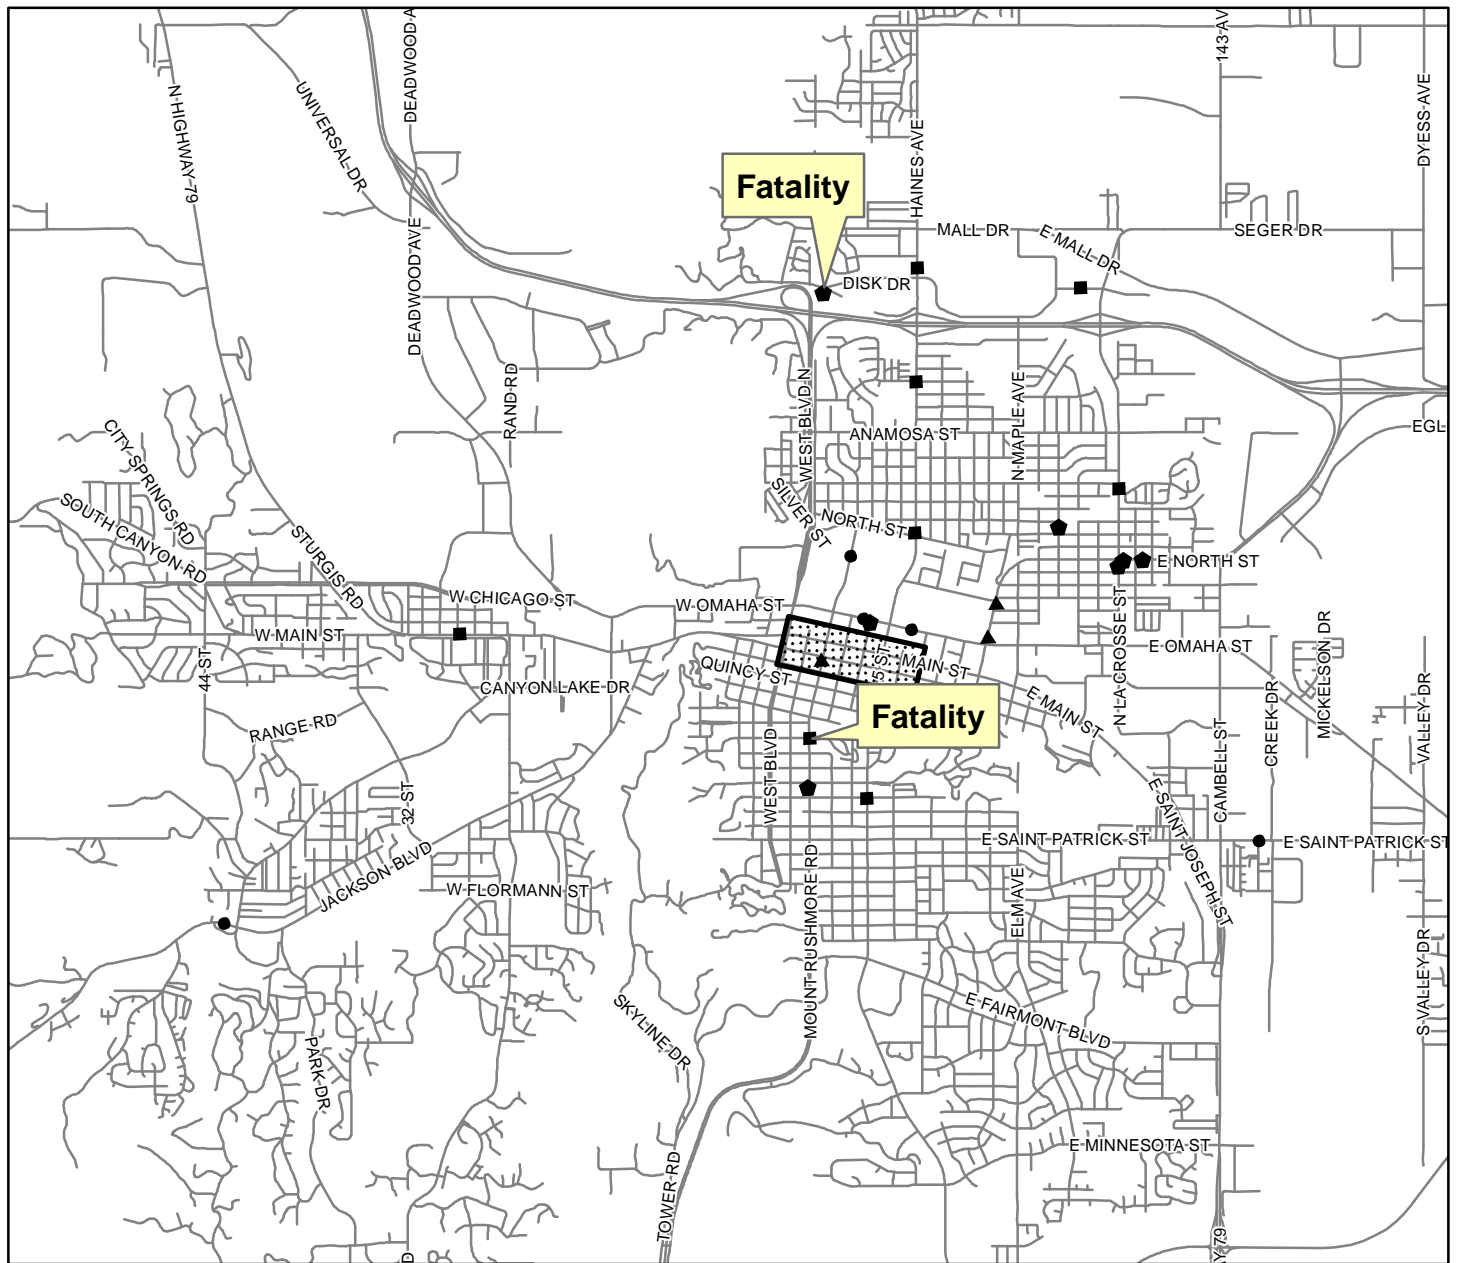 DEADWOOD A
143 AV
N HIGHWAY 79
UNIVERSAL DR
HAINES AVE
DYESS AVE
Fatality
DEADWOOD AVE
MALL DR
E MALL DR
SEGER DR
DISK DR
RAND RD
WEST BLVD N
N MAPLE AVE
ANAMOSA ST
EGL
CITY SPRINGS RD
SOUTH CANYON RD
STURGIS RD
SILVER ST
NORTH ST
E NORTH ST
W CHICAGO ST
W OMAHA ST
W MAIN ST
44 ST
QUINCY ST
5 ST
MAIN ST
N LA CROSSE ST
E OMAHA ST
MICKELSON DR
CANYON LAKE DR
E MAIN ST
CREEK DR
VALLEY DR
RANGE RD
Fatality
WEST BLVD
CAMBELL ST
32 ST
E SAINT JOSEPH ST
E SAINT PATRICK ST
E SAINT PATRICK ST
JACKSON BLVD
W FLORMANN ST
MOUNT RUSHMORE RD
ELM AVE
S VALLEY DR
SKYLINE DR
E FAIRMONT BLVD
PARK DR
E MINNESOTA ST
TOWER RD
D
Y 79